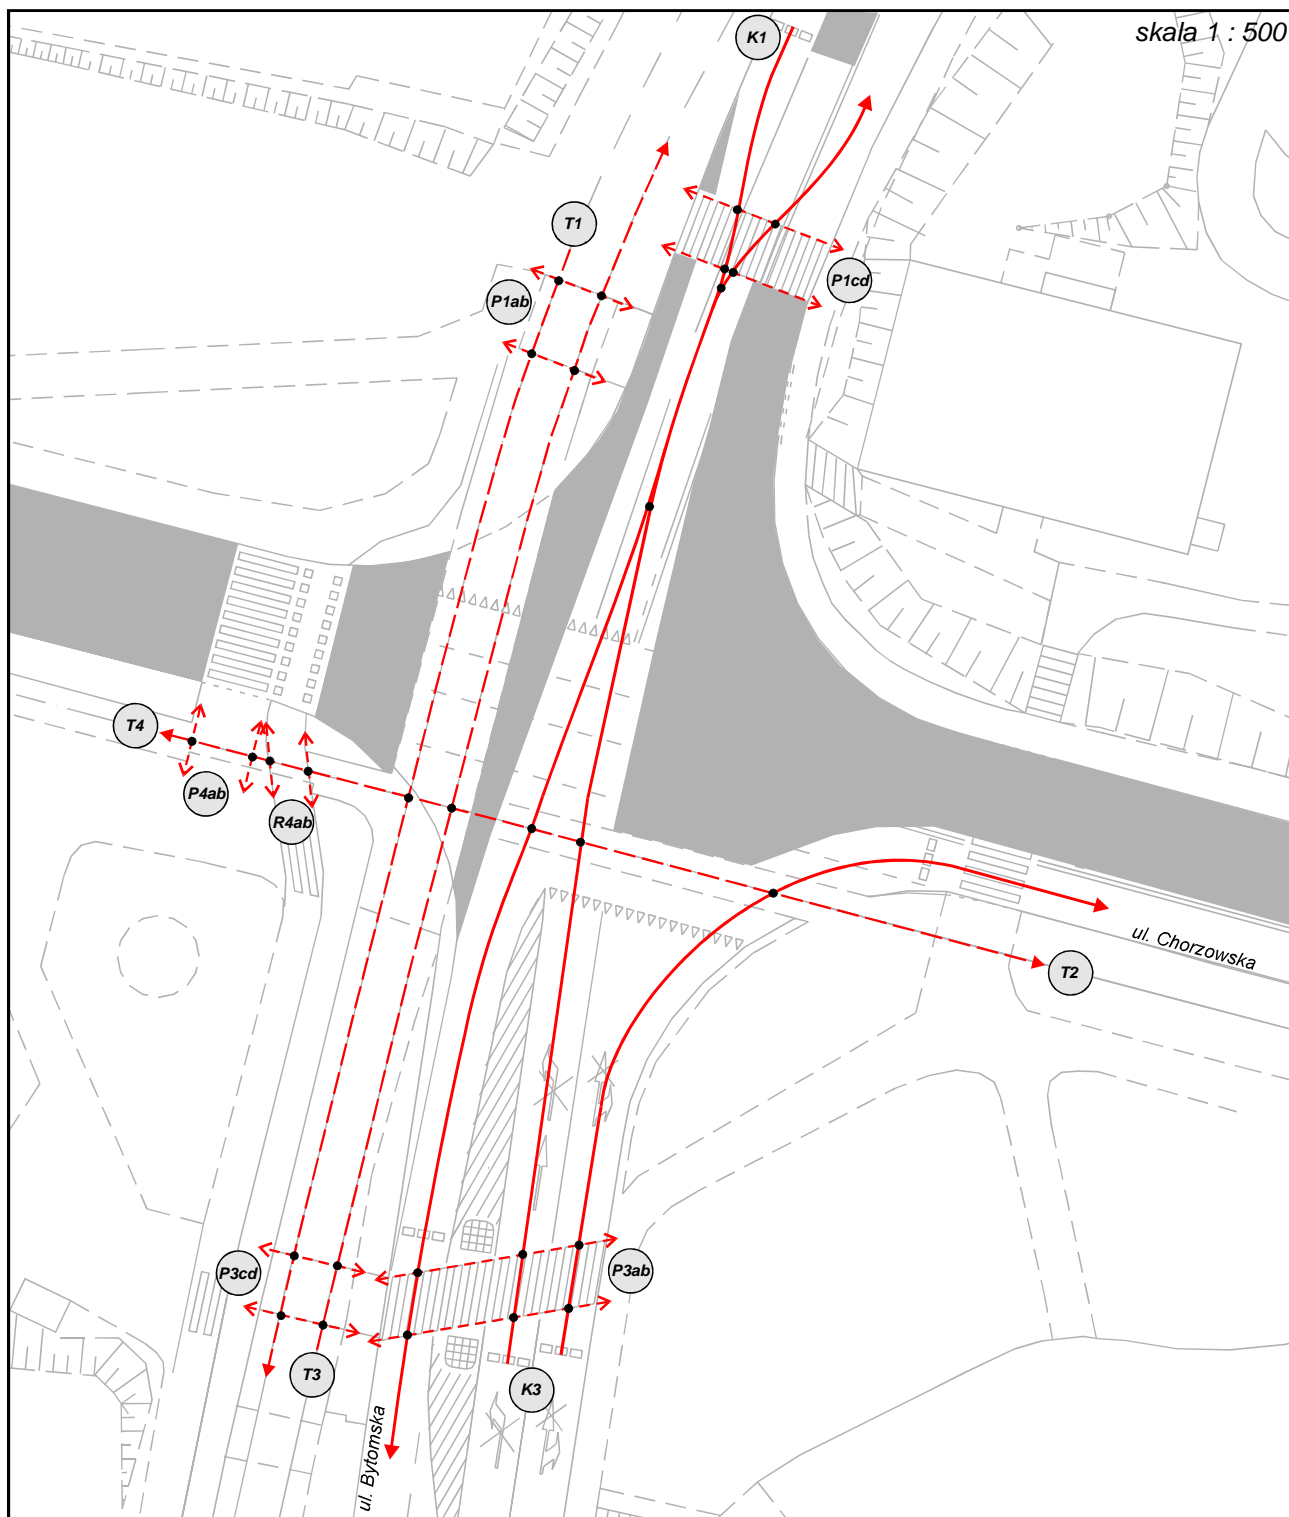 skala 1 : 500
K1
T1
P1cd
P1ab
T4
P4ab
R4ab
ul. Chorzowska
T2
P3cd
P3ab
T3
K3
ul. Bytomska